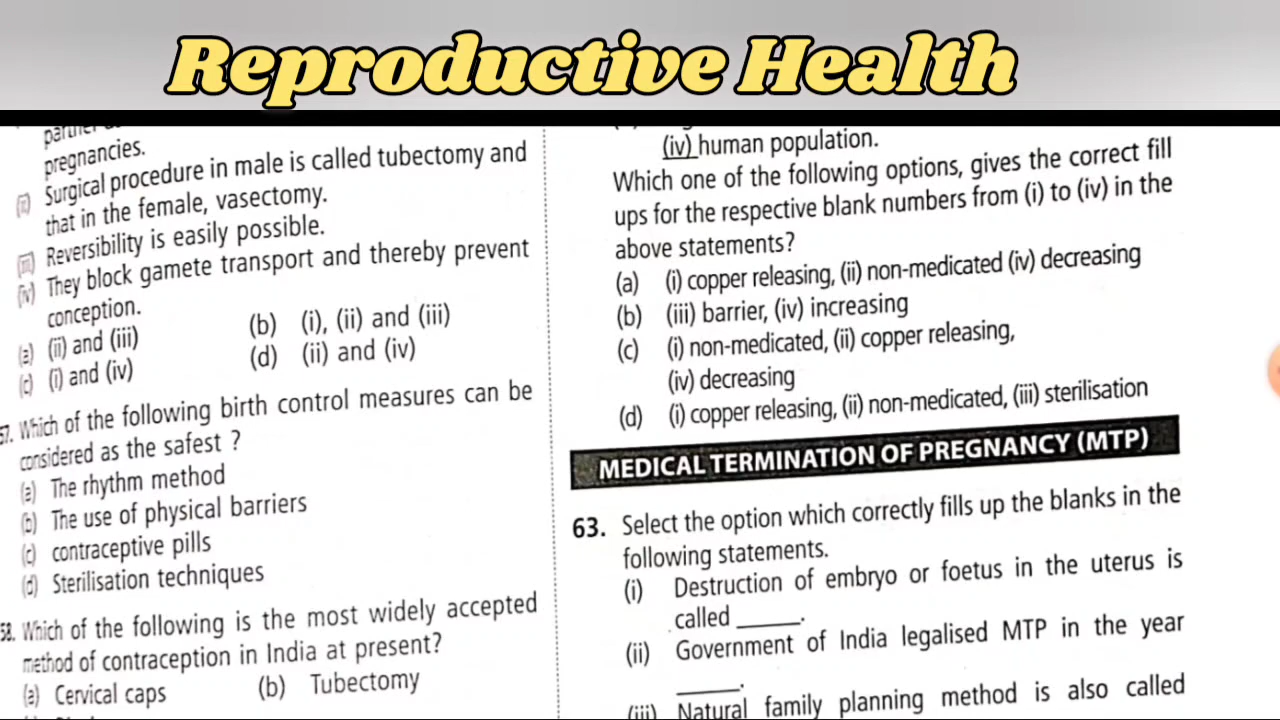 Reproductive Health
pregnancies.
(ii) Surgical procedure in male is called tubectomy and
that in the female, vasectomy.
(iii) Reversibility is easily possible.
(iv) They block gamete transport and thereby prevent
conception.
(a) (ii) and (iii) (b) (i), (ii) and (iii)
(c) (i) and (iv) (d) (ii) and (iv)
57. Which of the following birth control measures can be
considered as the safest ?
(a) The rhythm method
(b) The use of physical barriers
(c) contraceptive pills
(d) Sterilisation techniques
58. Which of the following is the most widely accepted
method of contraception in India at present?
(a) Cervical caps (b) Tubectomy
(iv) human population.
Which one of the following options, gives the correct fill
ups for the respective blank numbers from (i) to (iv) in the
above statements?
(a) (i) copper releasing, (ii) non-medicated (iv) decreasing
(b) (iii) barrier, (iv) increasing
(c) (i) non-medicated, (ii) copper releasing,
(iv) decreasing
(d) (i) copper releasing, (ii) non-medicated, (iii) sterilisation
MEDICAL TERMINATION OF PREGNANCY (MTP)
63. Select the option which correctly fills up the blanks in the
following statements.
(i) Destruction of embryo or foetus in the uterus is
called ______.
(ii) Government of India legalised MTP in the year
______.
(iii) Natural family planning method is also called